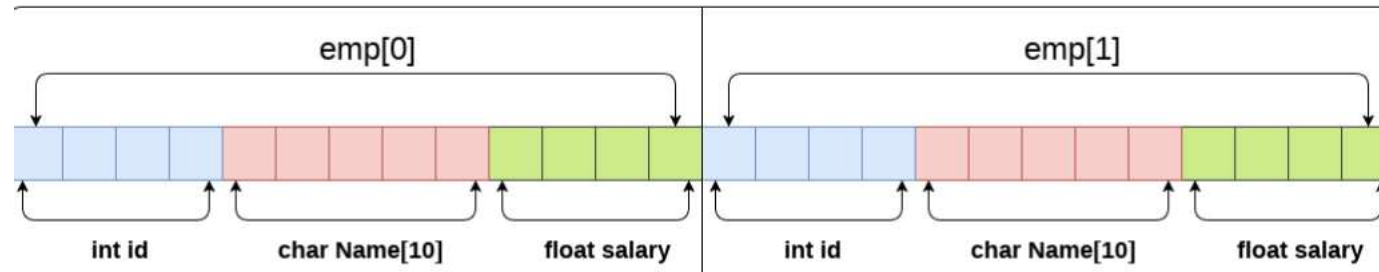 emp[0] emp[1]
int id char Name[10] float salary int id char Name[10] float salary